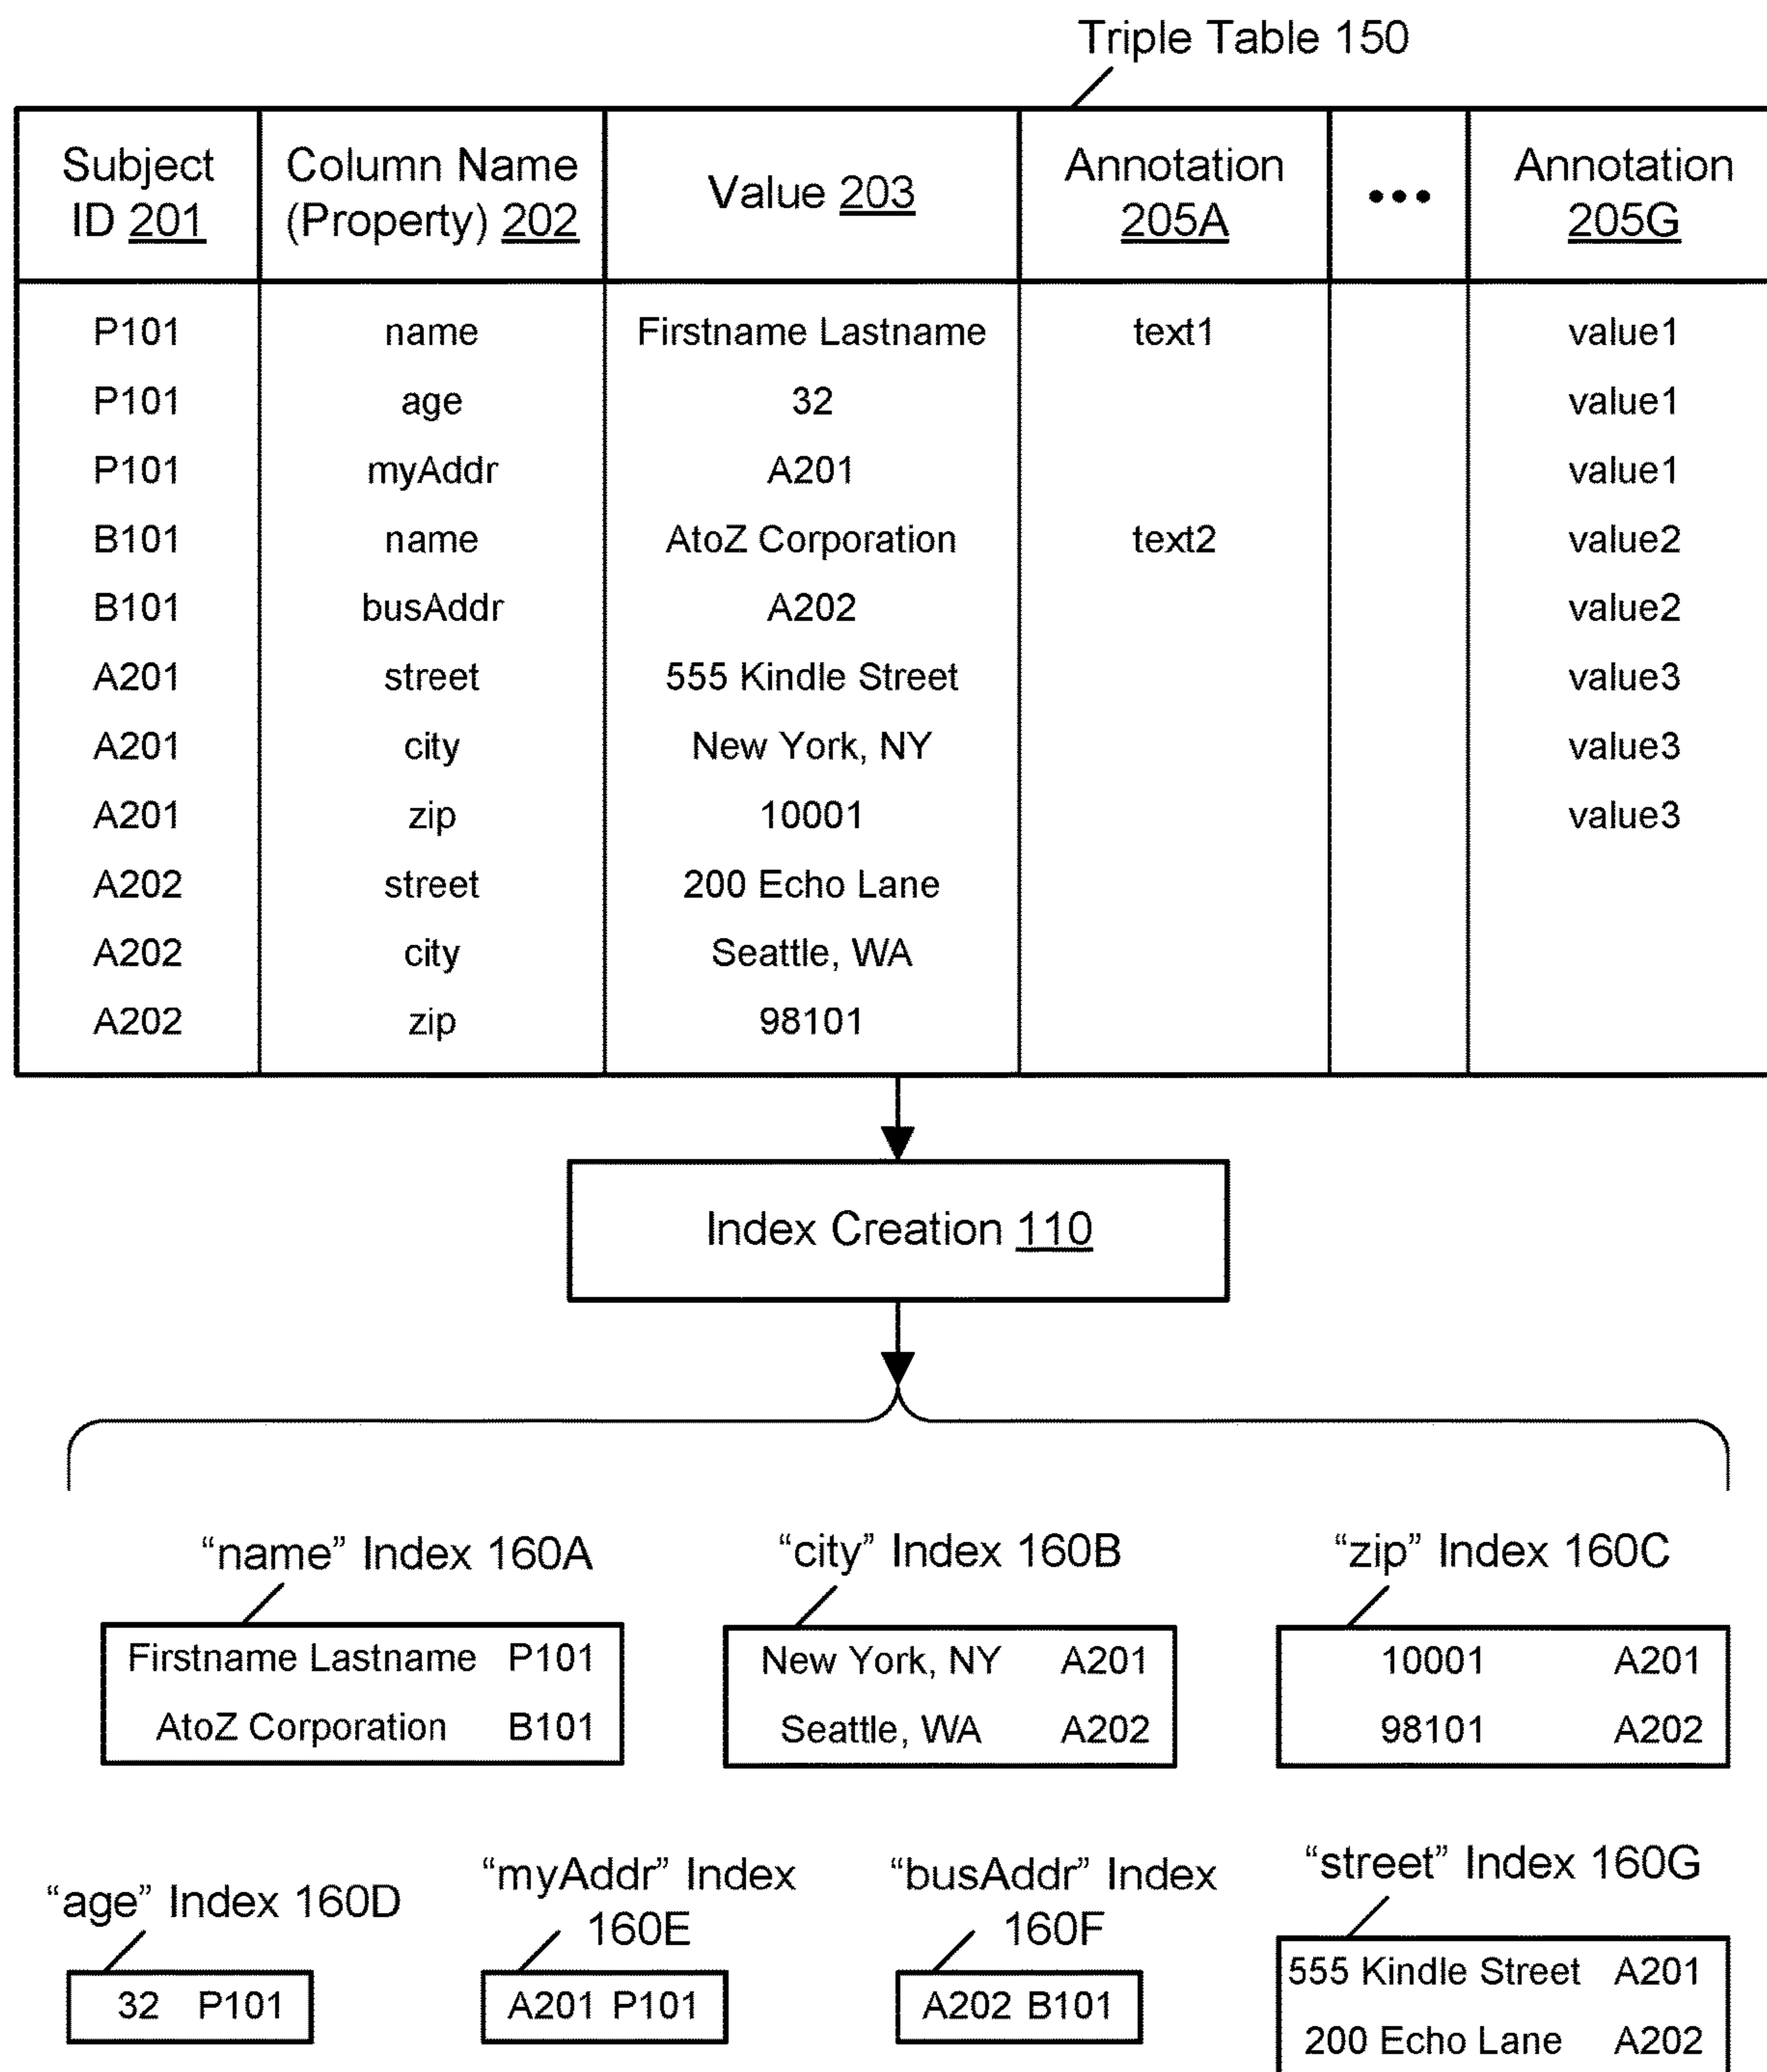 Triple Table 150
Subject ID 201 Column Name (Property) 202 Value 203 Annotation 205A ••• Annotation 205G
P101 name Firstname Lastname text1 value1
P101 age 32 value1
P101 myAddr A201 value1
B101 name AtoZ Corporation text2 value2
B101 busAddr A202 value2
A201 street 555 Kindle Street value3
A201 city New York, NY value3
A201 zip 10001 value3
A202 street 200 Echo Lane
A202 city Seattle, WA
A202 zip 98101
Index Creation 110
“name” Index 160A “city” Index 160B “zip” Index 160C
Firstname Lastname P101 New York, NY A201 10001 A201
AtoZ Corporation B101 Seattle, WA A202 98101 A202
“age” Index 160D “myAddr” Index 160E “busAddr” Index 160F “street” Index 160G
32 P101 A201 P101 A202 B101 555 Kindle Street A201
200 Echo Lane A202